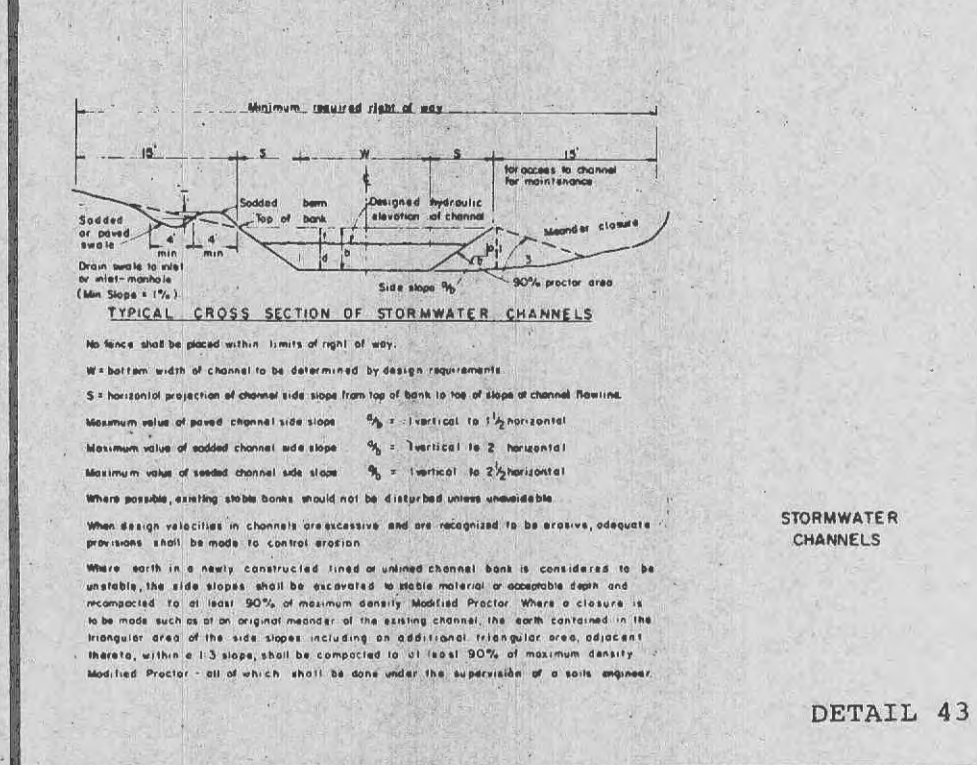 Minimum required right of way
15' S W S 15'
for access to channel
for maintenance
Sodded berm
Top of bank
Designed hydraulic
elevation of channel
Meander closure
Sodded
or paved
swale
4' 4'
min min
f
d
D
a
b
1
3
Drain swale to inlet
or inlet-manhole
(Min Slope = 1%)
Side slope a/b
90% proctor area
TYPICAL CROSS SECTION OF STORMWATER CHANNELS
No fence shall be placed within limits of right of way.
W = bottom width of channel to be determined by design requirements
S = horizontal projection of channel side slope from top of bank to toe of slope at channel flowline.
Maximum value of paved channel side slope a/b = 1 vertical to 1 1/2 horizontal
Maximum value of sodded channel side slope a/b = 1 vertical to 2 horizontal
Maximum value of seeded channel side slope a/b = 1 vertical to 2 1/2 horizontal
Where possible, existing stable banks should not be disturbed unless unavoidable.
When design velocities in channels are excessive and are recognized to be erosive, adequate
provisions shall be made to control erosion
Where earth in a newly constructed lined or unlined channel bank is considered to be
unstable, the side slopes shall be excavated to stable material or acceptable depth and
recompacted to at least 90% of maximum density Modified Proctor. Where a closure is
to be made such as at an original meander of the existing channel, the earth contained in the
triangular area of the side slopes including an additional triangular area, adjacent
thereto, within a 1:3 slope, shall be compacted to at least 90% of maximum density
Modified Proctor - all of which shall be done under the supervision of a soils engineer.
STORMWATER
CHANNELS
DETAIL 43